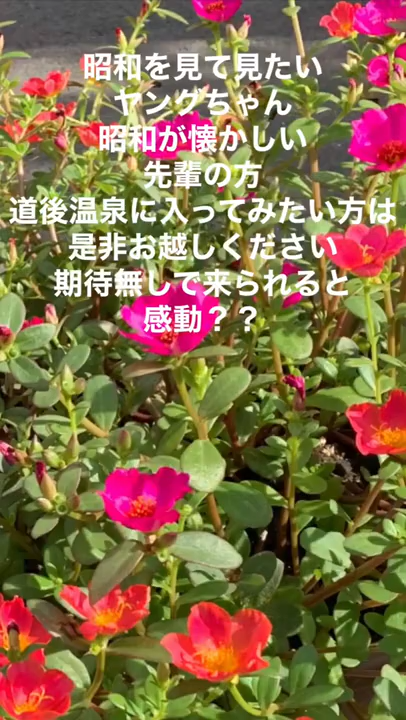 昭和を見て見たい
ヤングちゃん
昭和が懐かしい
先輩の方
道後温泉に入ってみたい方は
是非お越しください
期待無しで来られると
感動？？